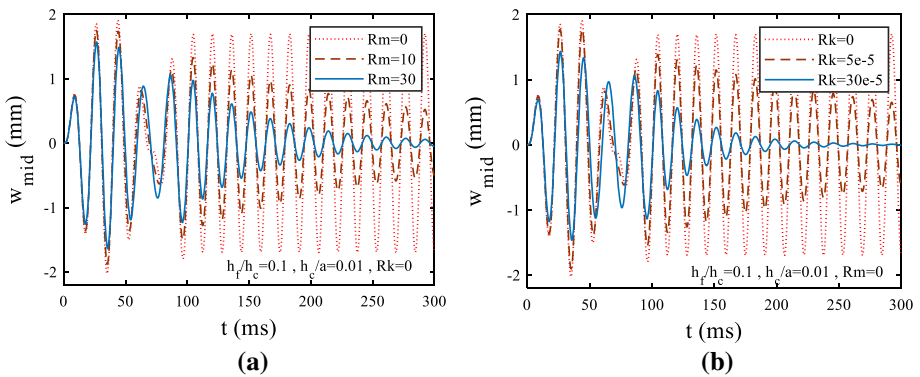 2
1
0
-1
-2
w_mid (mm)
Rm=0
Rm=10
Rm=30
h_f/h_c=0.1 , h_c/a=0.01 , Rk=0
0 50 100 150 200 250 300
t (ms)
(a)
2
1
0
-1
-2
w_mid (mm)
Rk=0
Rk=5e-5
Rk=30e-5
h_f/h_c=0.1 , h_c/a=0.01 , Rm=0
0 50 100 150 200 250 300
t (ms)
(b)